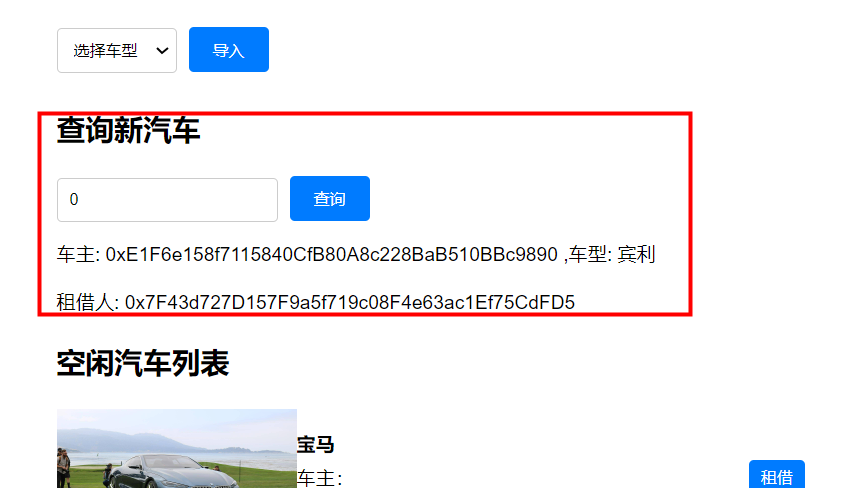 选择车型 导入
查询新汽车
0 查询
车主: 0xE1F6e158f7115840CfB80A8c228BaB510BBc9890 ,车型: 宾利
租借人: 0x7F43d727D157F9a5f719c08F4e63ac1Ef75CdFD5
空闲汽车列表
宝马
车主: 租借